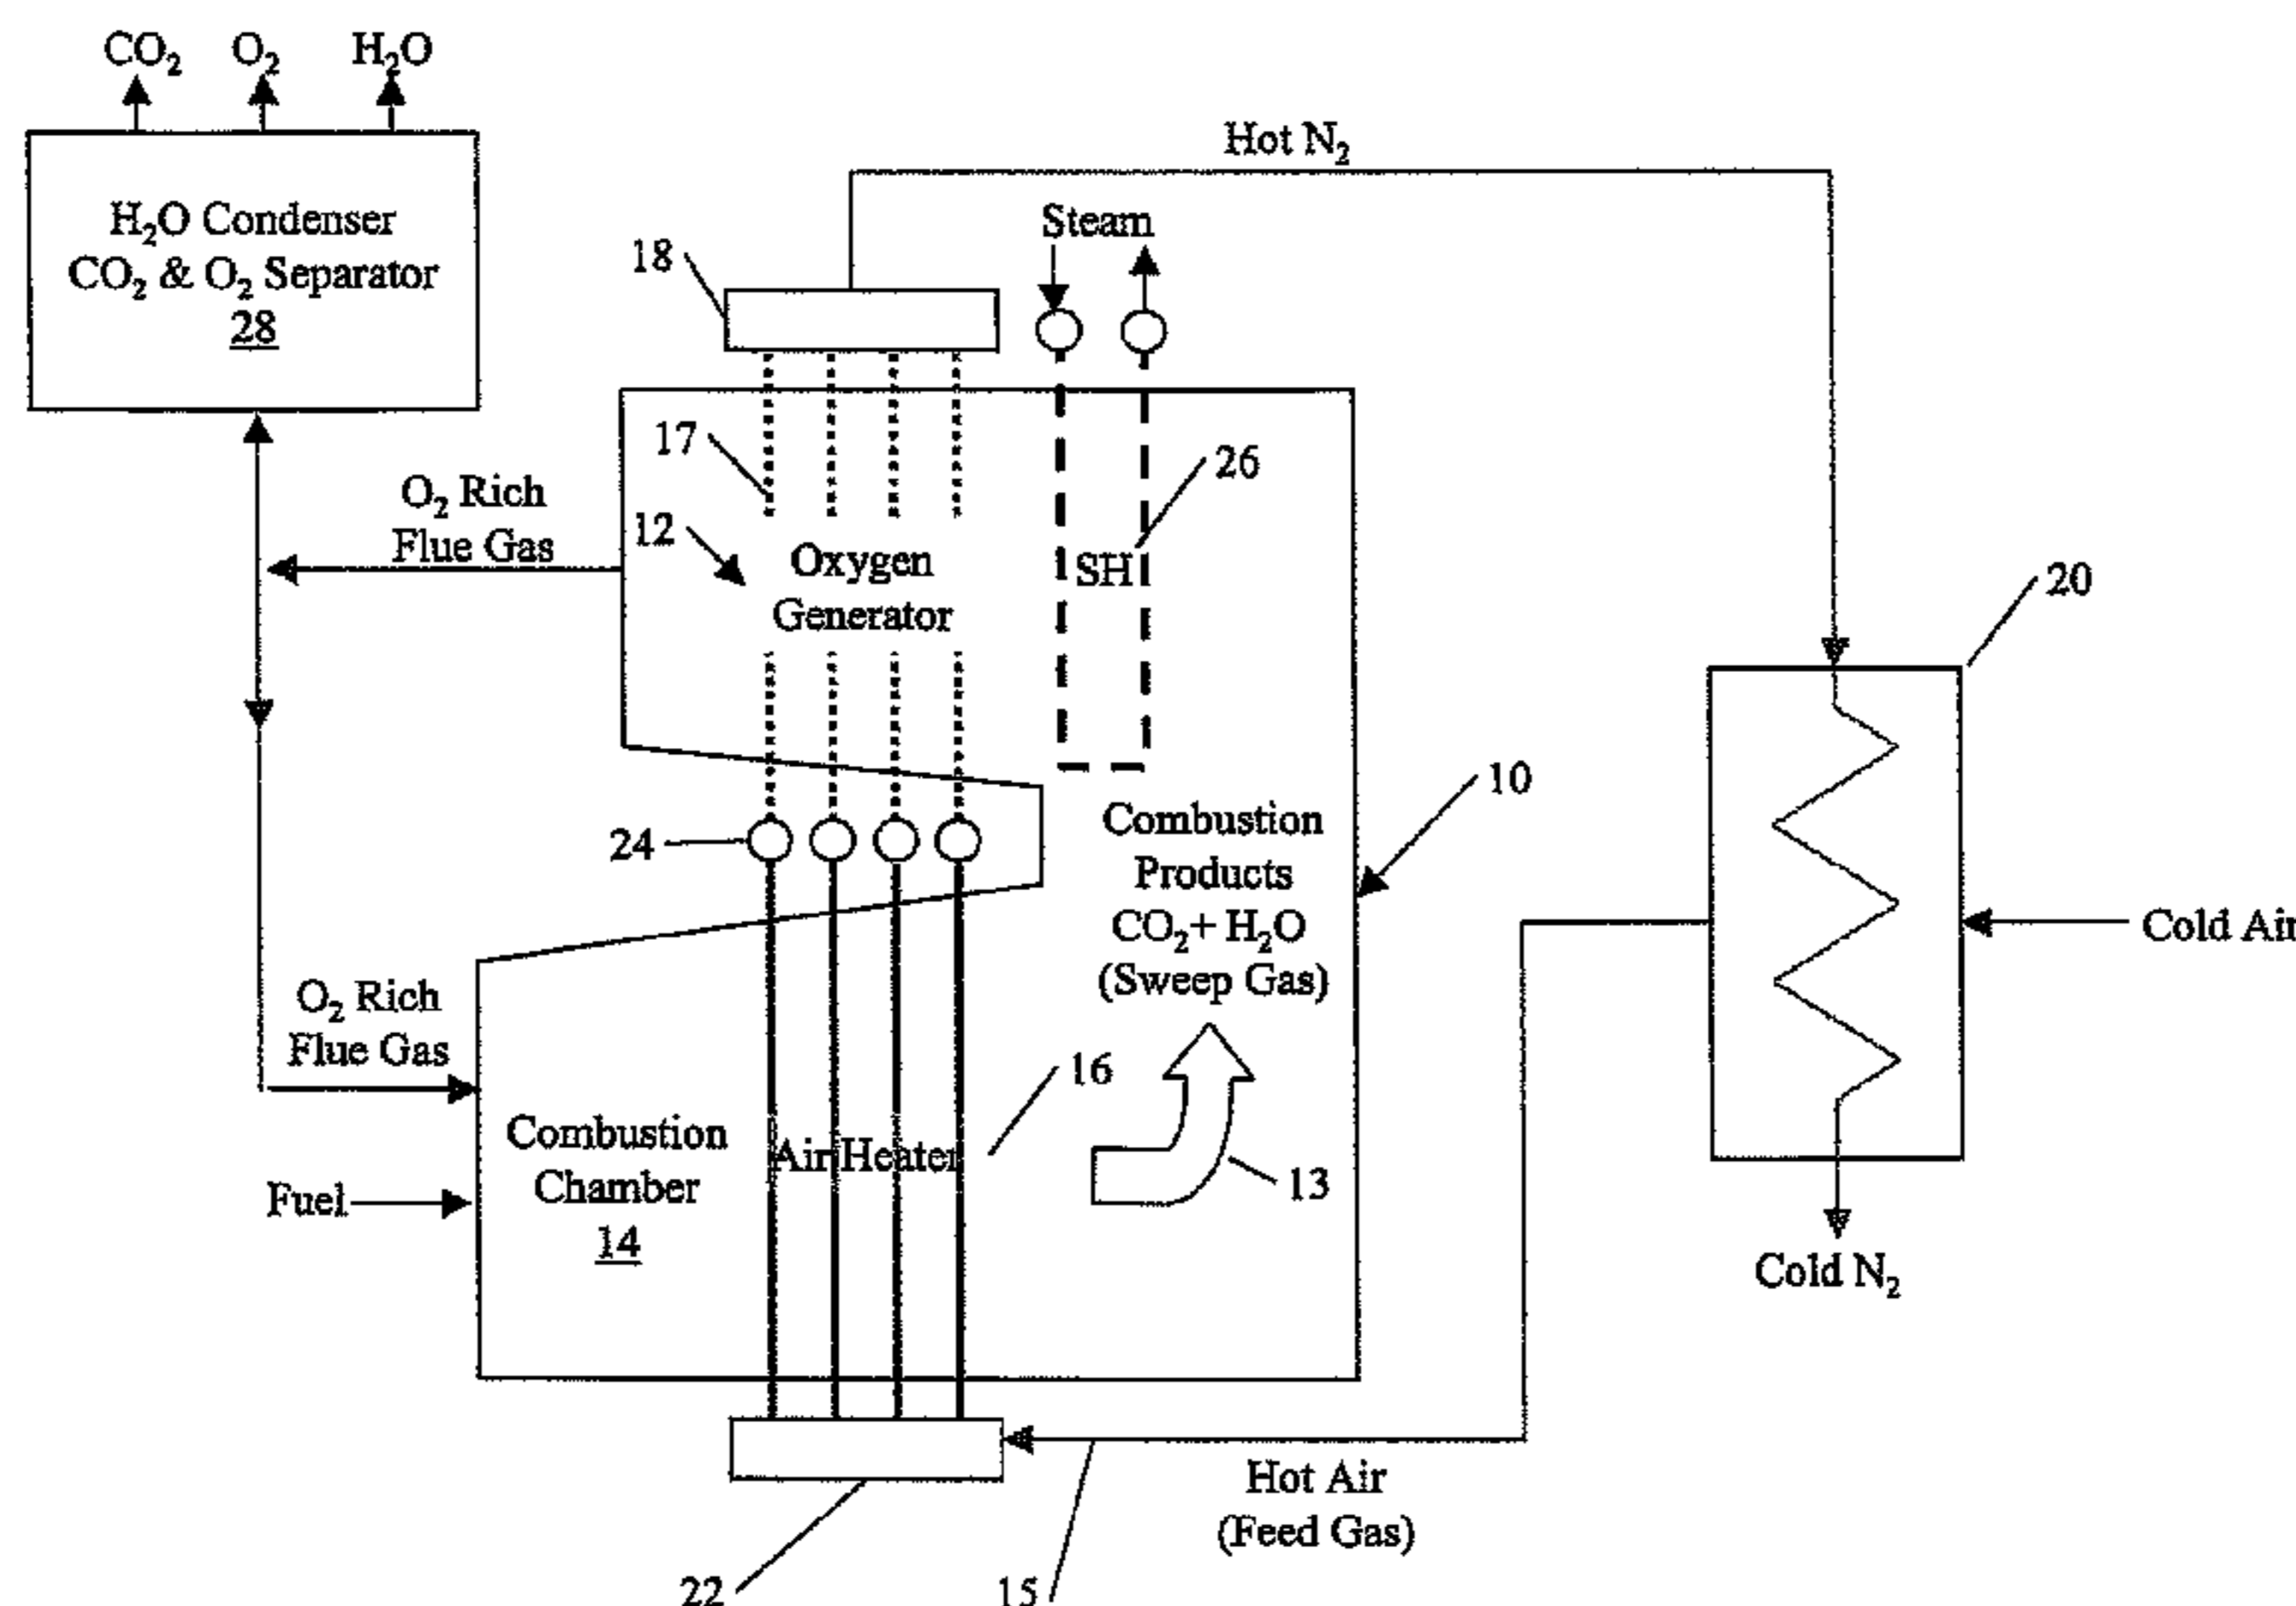 CO₂ O₂ H₂O
Hot N₂
H₂O Condenser
CO₂ & O₂ Separator
28
Steam
18
17
26
O₂ Rich
Flue Gas
12
Oxygen
Generator
SH
20
10
24
Combustion
Products
CO₂+ H₂O
(Sweep Gas)
Cold Air
O₂ Rich
Flue Gas
16
Combustion
Chamber
14
Air Heater
13
Fuel
Cold N₂
Hot Air
(Feed Gas)
22
15